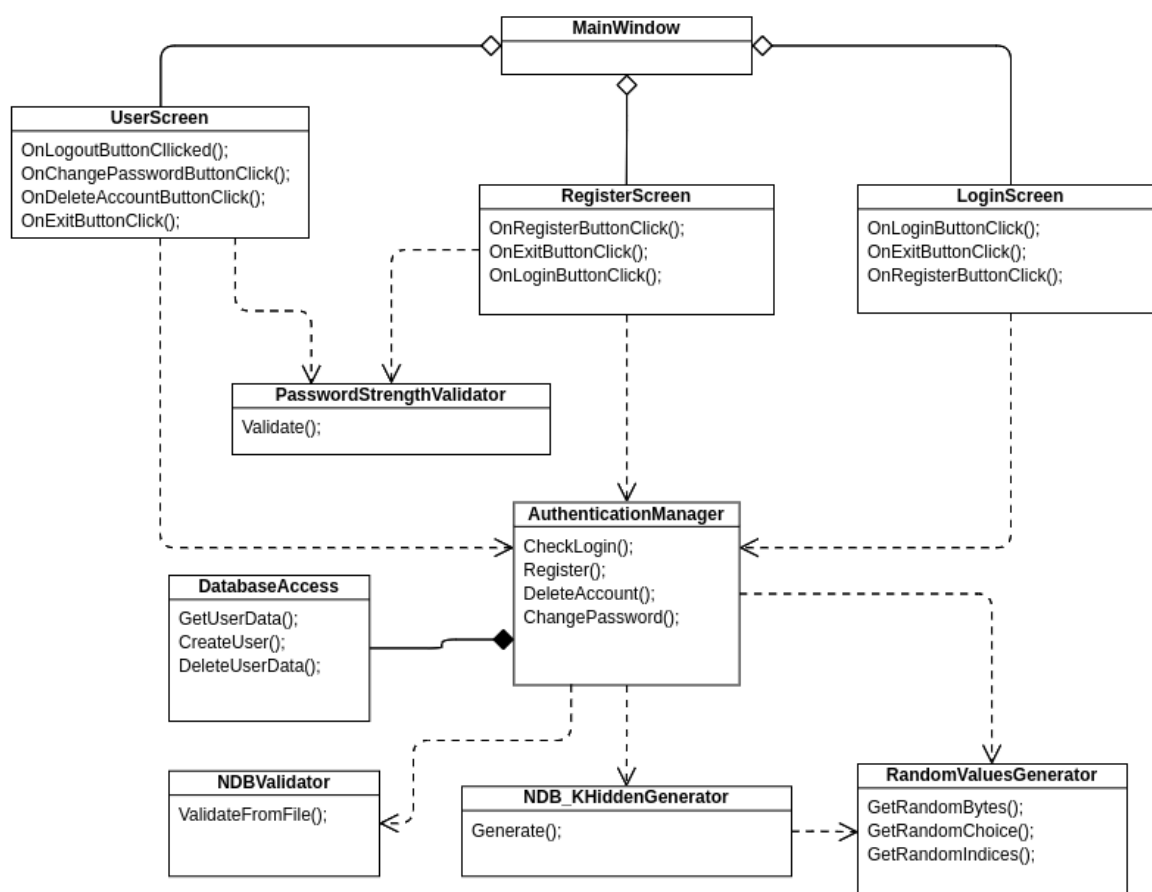 MainWindow
UserScreen
OnLogoutButtonCllicked();
OnChangePasswordButtonClick();
OnDeleteAccountButtonClick();
OnExitButtonClick();
RegisterScreen
OnRegisterButtonClick();
OnExitButtonClick();
OnLoginButtonClick();
LoginScreen
OnLoginButtonClick();
OnExitButtonClick();
OnRegisterButtonClick();
PasswordStrengthValidator
Validate();
AuthenticationManager
CheckLogin();
Register();
DeleteAccount();
ChangePassword();
DatabaseAccess
GetUserData();
CreateUser();
DeleteUserData();
NDBValidator
ValidateFromFile();
NDB_KHiddenGenerator
Generate();
RandomValuesGenerator
GetRandomBytes();
GetRandomChoice();
GetRandomIndices();